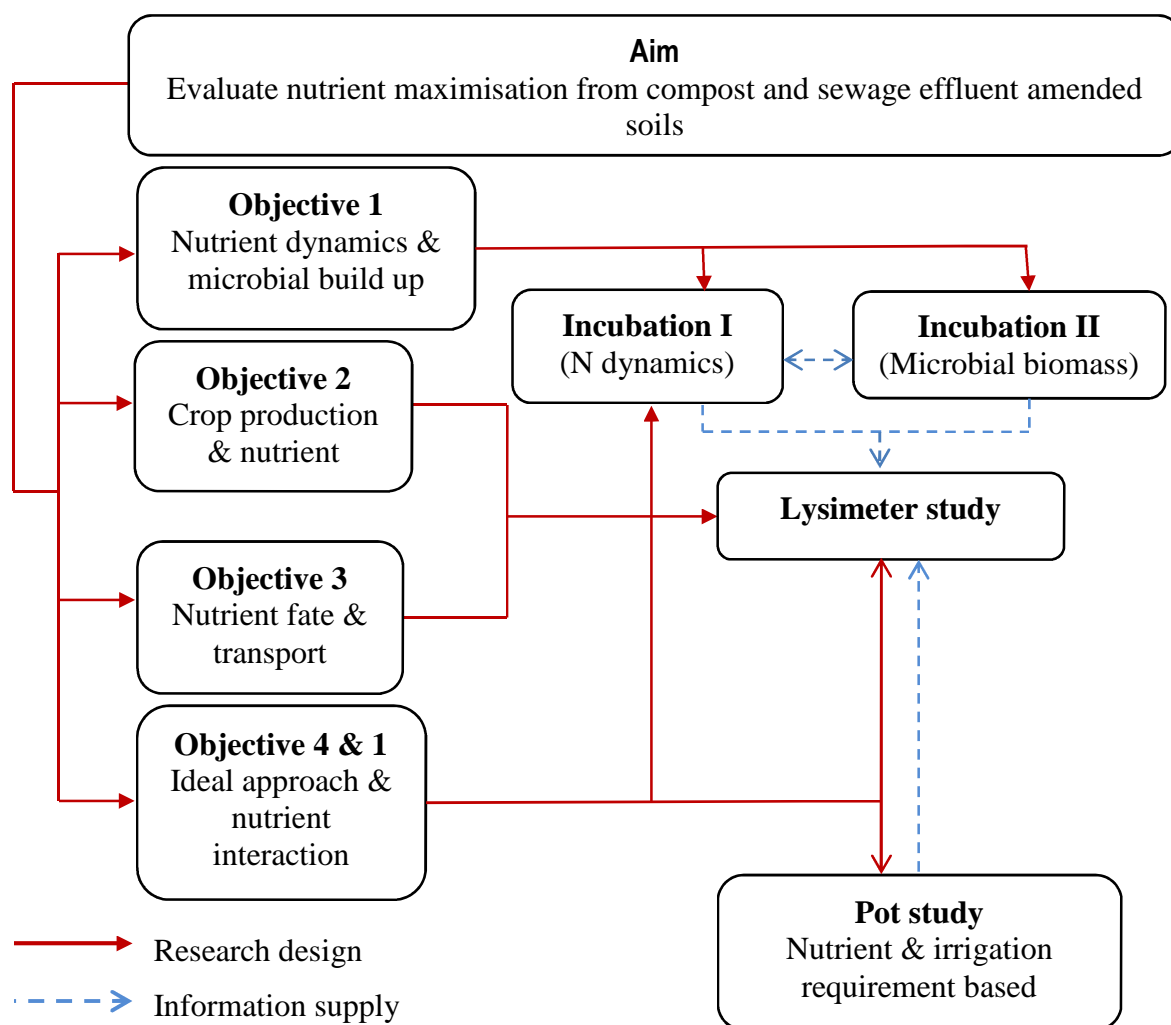 Aim
Evaluate nutrient maximisation from compost and sewage effluent amended
soils
Objective 1
Nutrient dynamics &
microbial build up
Incubation I
(N dynamics)
Incubation II
(Microbial biomass)
Objective 2
Crop production
& nutrient
Lysimeter study
Objective 3
Nutrient fate &
transport
Objective 4 & 1
Ideal approach &
nutrient
interaction
Pot study
Nutrient & irrigation
requirement based
Research design
Information supply